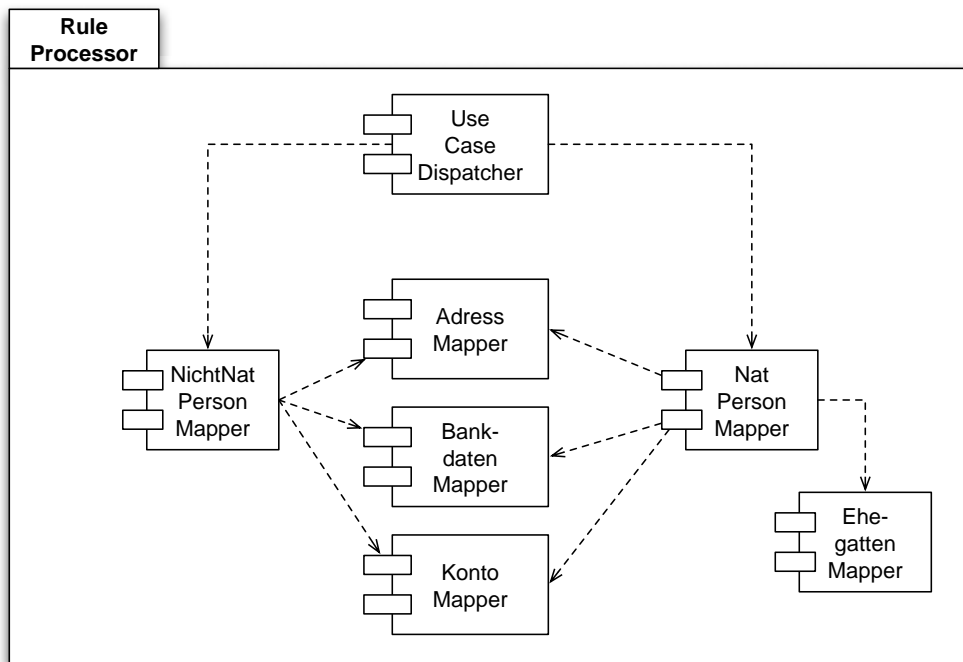 Rule
Processor
Use
Case
Dispatcher
Adress
Mapper
NichtNat
Person
Mapper
Nat
Person
Mapper
Bank-
daten
Mapper
Ehe-
gatten
Mapper
Konto
Mapper